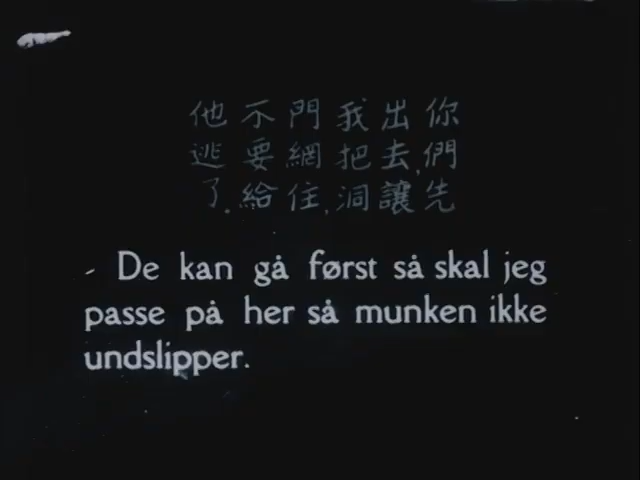 你們先
出去,讓
我把洞
門網住,
不要給
他逃了.
- De kan gå først så skal jeg
passe på her så munken ikke
undslipper.